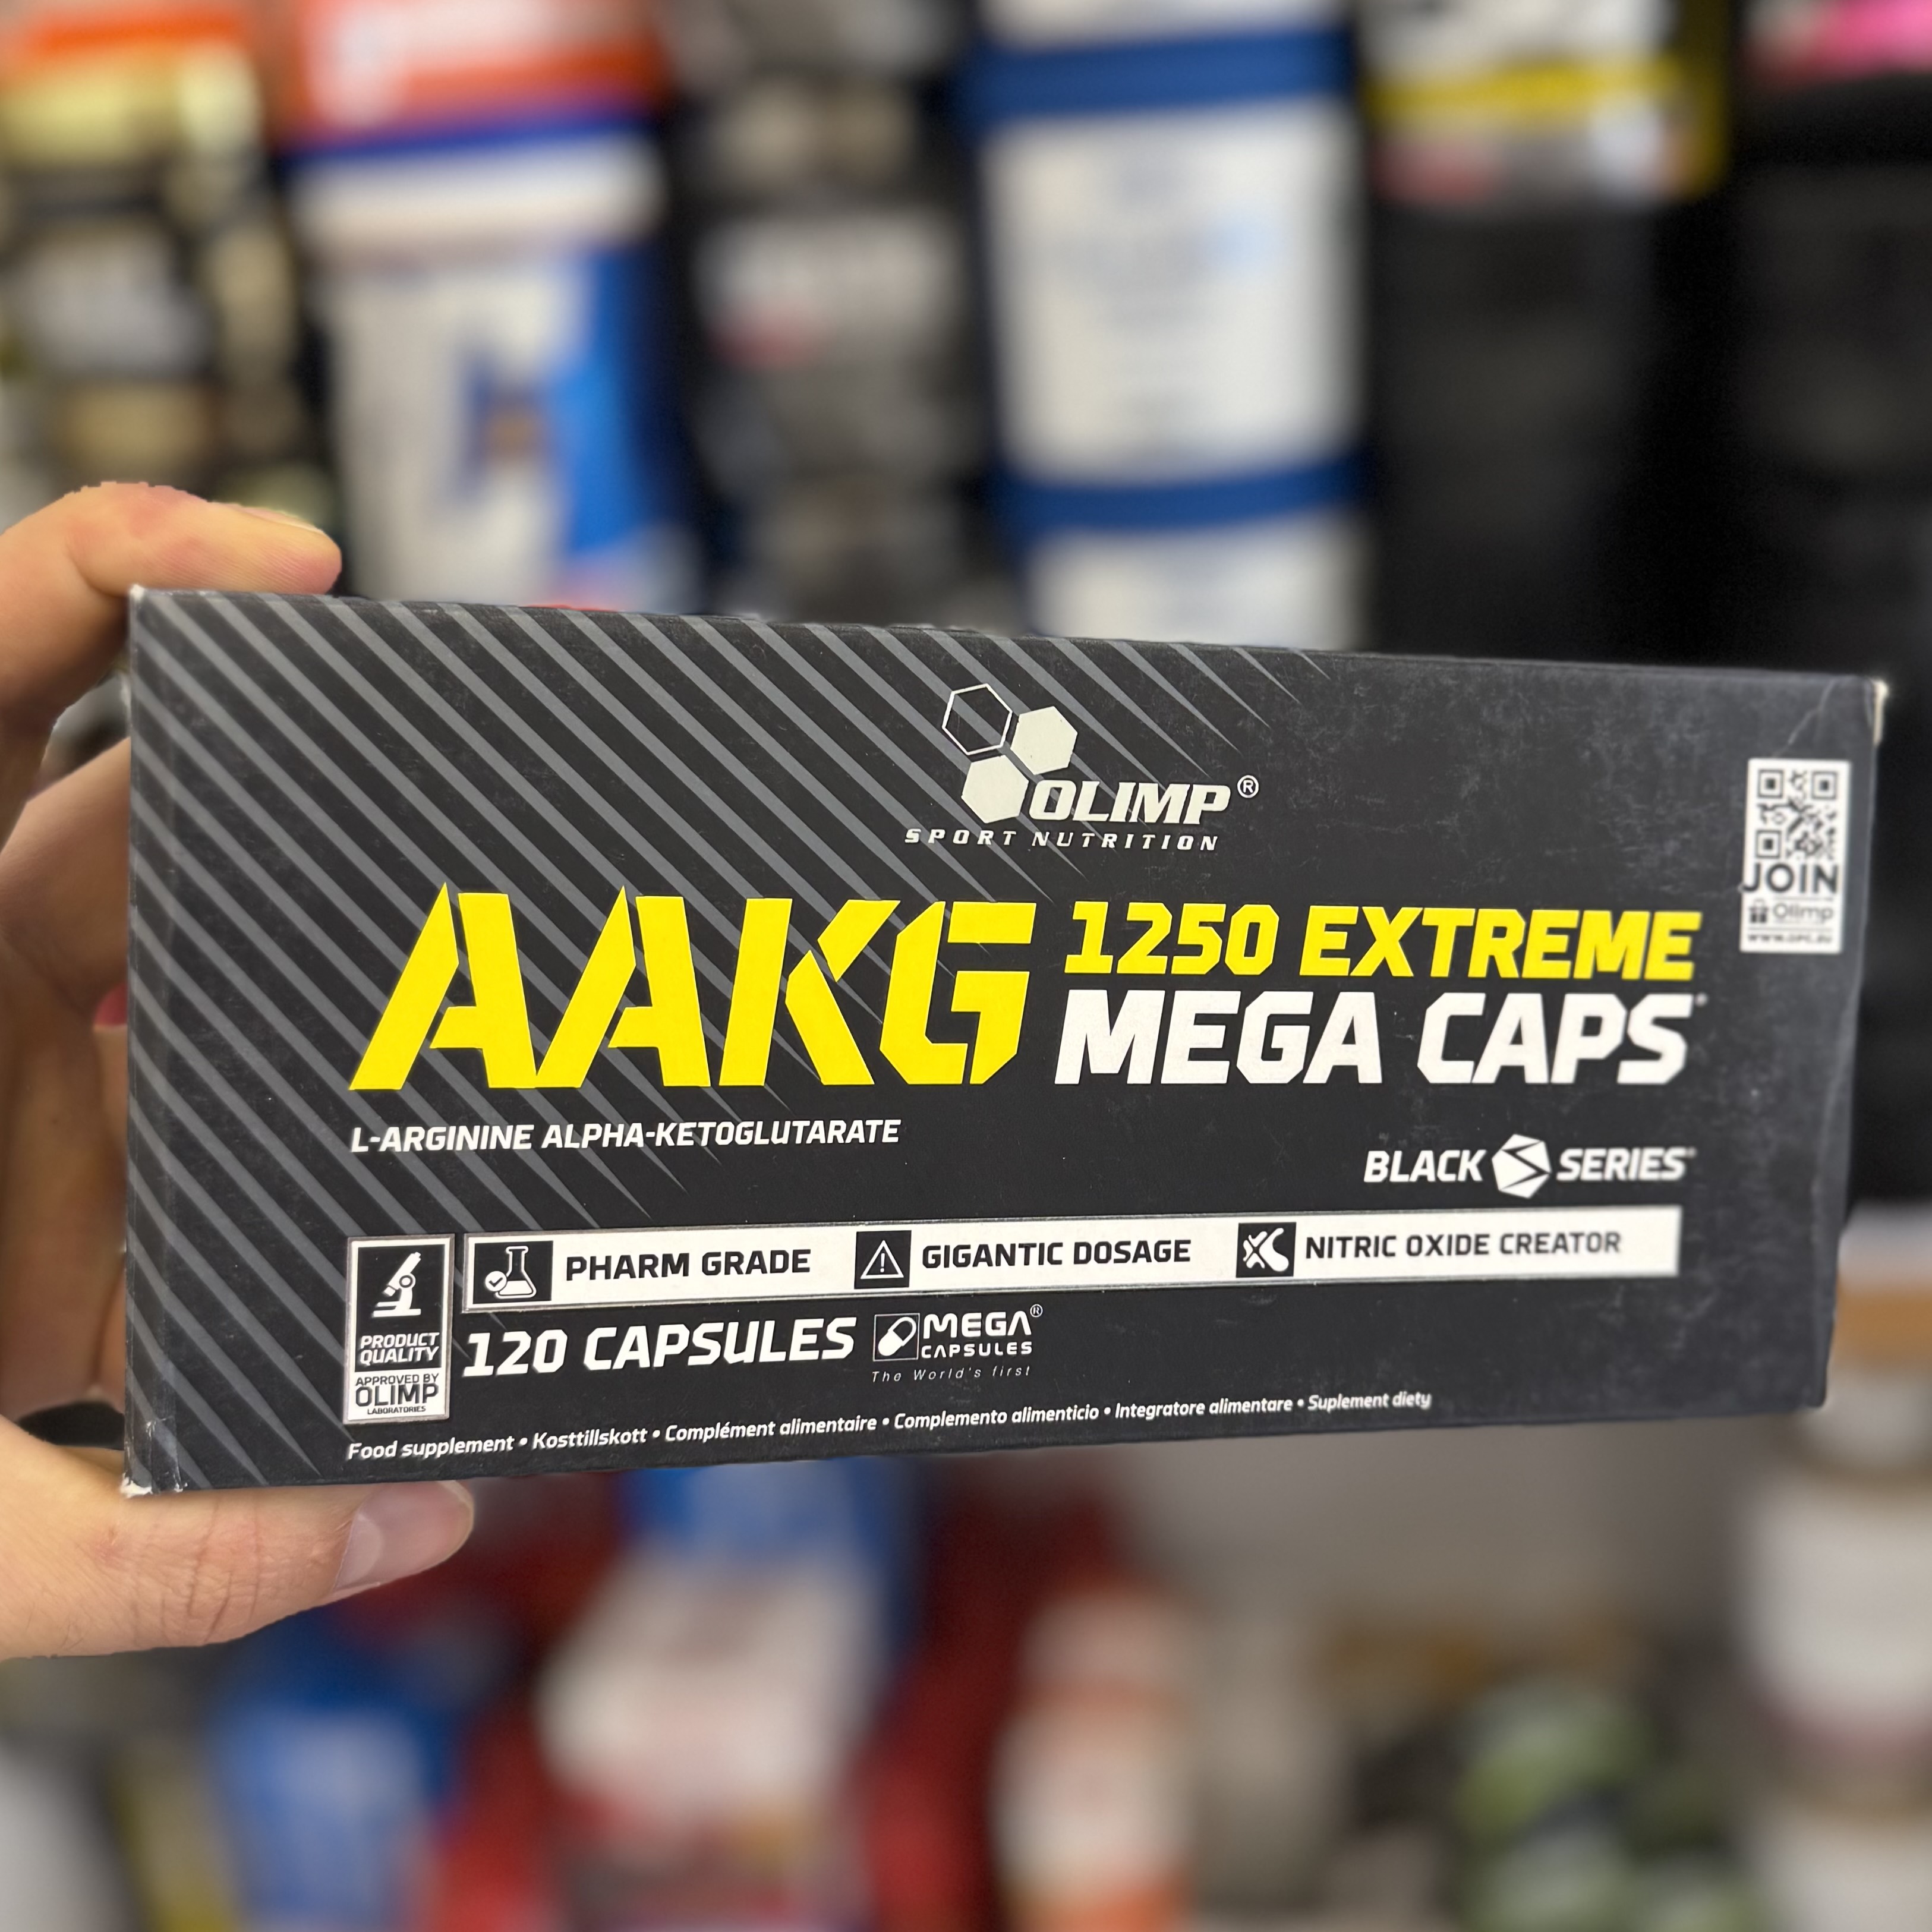 OLIMP®
SPORT NUTRITION
JOIN
Olimp
AAKG 1250 EXTREME
MEGA CAPS®
L-ARGININE ALPHA-KETOGLUTARATE
BLACK SERIES®
PHARM GRADE GIGANTIC DOSAGE NITRIC OXIDE CREATOR
PRODUCT
QUALITY
APPROVED BY
OLIMP
LABORATORIES
120 CAPSULES
MEGA®
CAPSULES
The World's first
Food supplement • Kosttillskott • Complément alimentaire • Complemento alimenticio • Integratore alimentare • Suplement diety